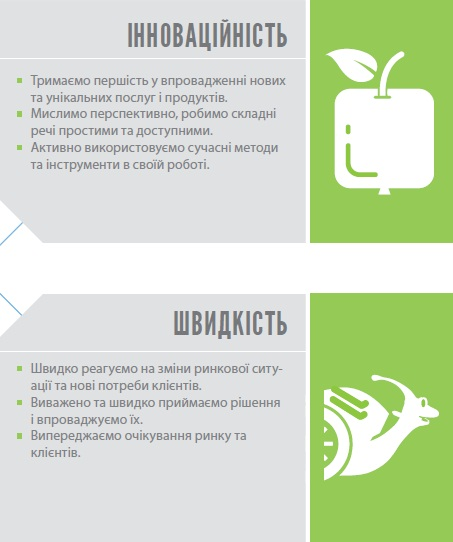 ІННОВАЦІЙНІСТЬ
Тримаємо першість у впровадженні нових
та унікальних послуг і продуктів.
Мислимо перспективно, робимо складні
речі простими та доступними.
Активно використовуємо сучасні методи
та інструменти в своїй роботі.
ШВИДКІСТЬ
Швидко реагуємо на зміни ринкової ситу-
ації та нові потреби клієнтів.
Виважено та швидко приймаємо рішення
і впроваджуємо їх.
Випереджаємо очікування ринку та
клієнтів.